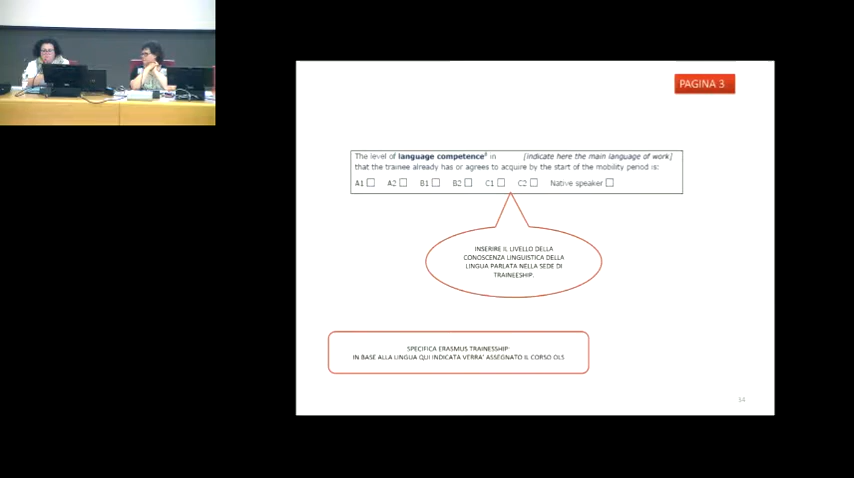 PAGINA 3
The level of language competence⁵ in [indicate here the main language of work]
that the trainee already has or agrees to acquire by the start of the mobility period is:
A1 ☐ A2 ☐ B1 ☐ B2 ☐ C1 ☐ C2 ☐ Native speaker ☐
INSERIRE IL LIVELLO DELLA
CONOSCENZA LINGUISTICA DELLA
LINGUA PARLATA NELLA SEDE DI
TRAINEESHIP.
SPECIFICA ERASMUS TRAINESSHIP
IN BASE ALLA LINGUA QUI INDICATA VERRA' ASSEGNATO IL CORSO OLS